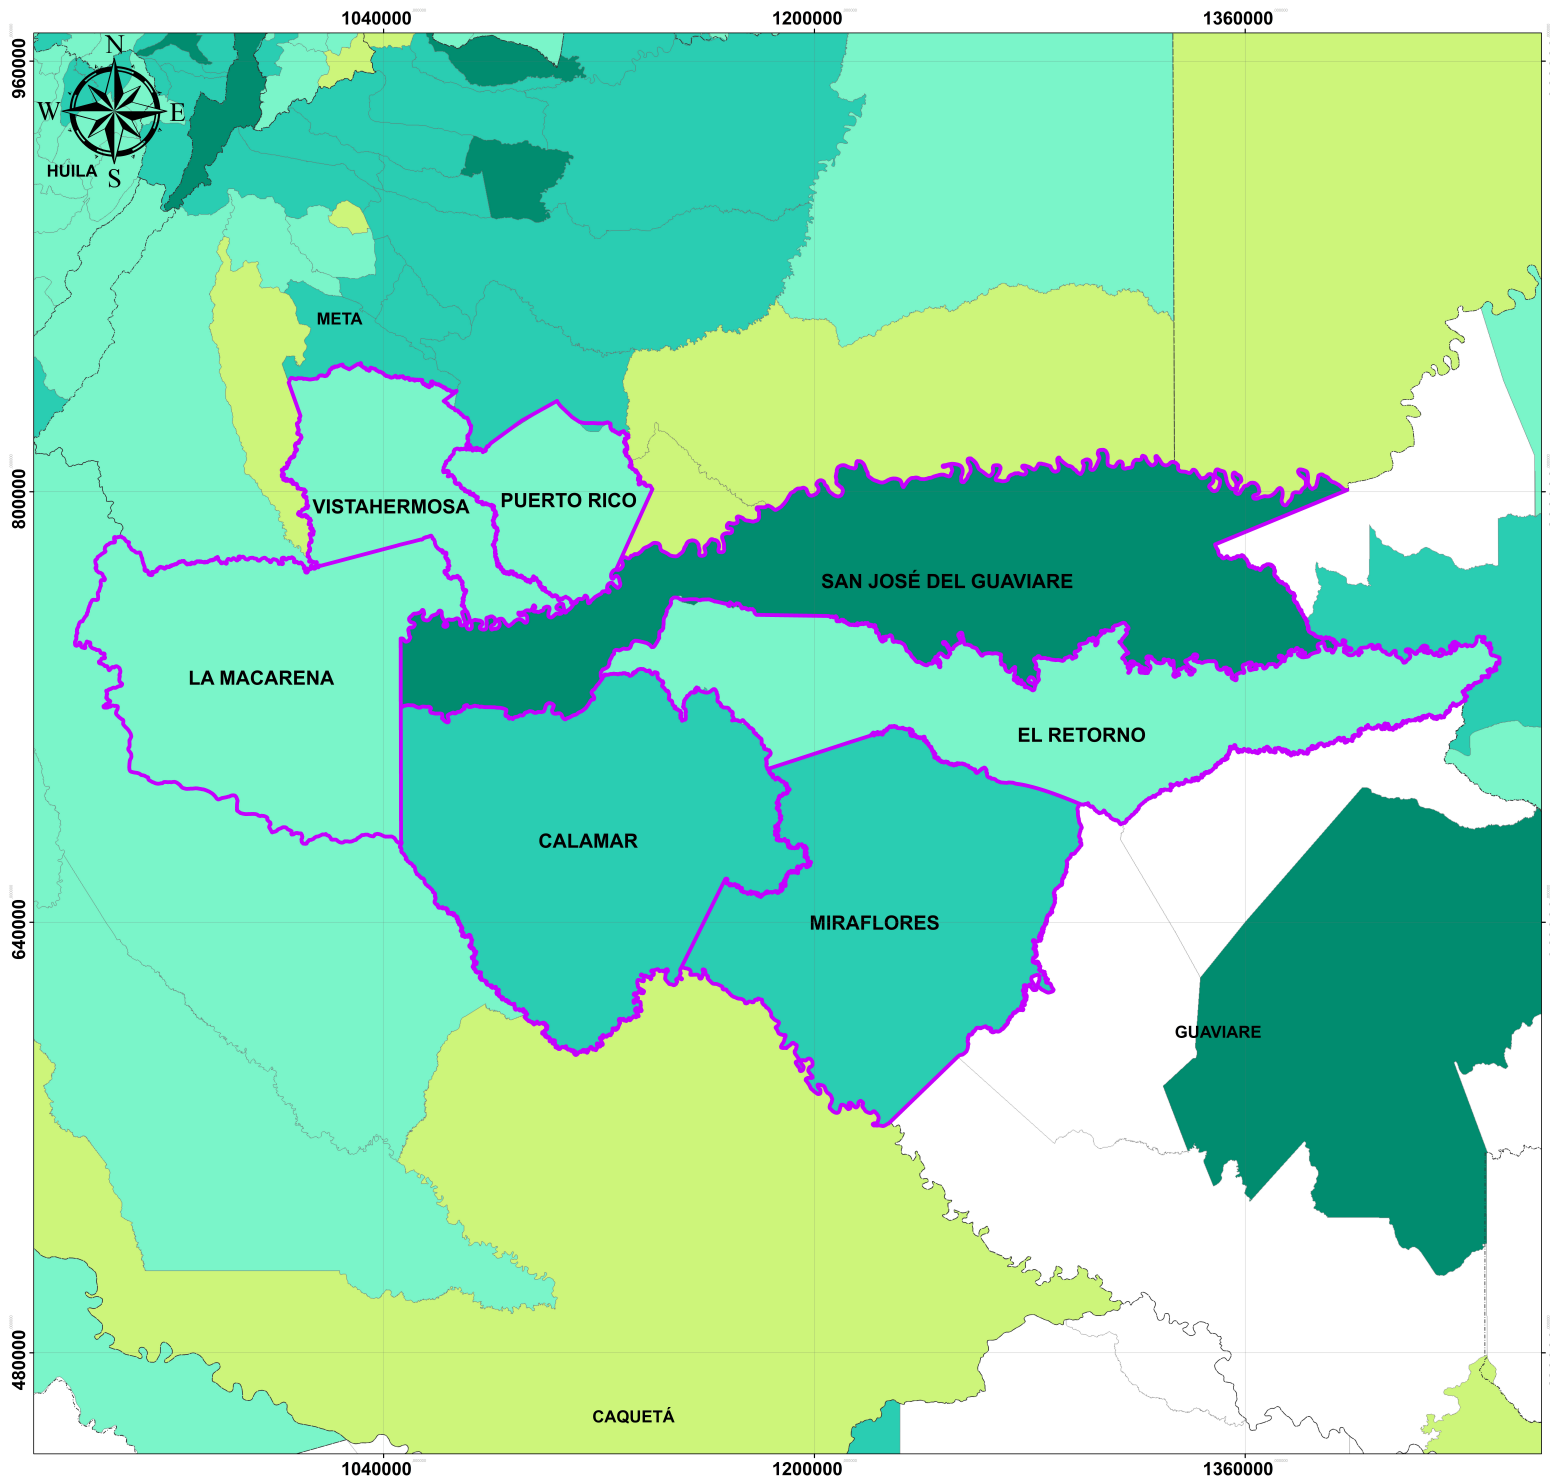 1040000
1200000
1360000
960000
N
W
E
S
HUILA
META
800000
VISTAHERMOSA
PUERTO RICO
SAN JOSÉ DEL GUAVIARE
LA MACARENA
EL RETORNO
CALAMAR
MIRAFLORES
640000
GUAVIARE
480000
CAQUETÁ
1040000
1200000
1360000